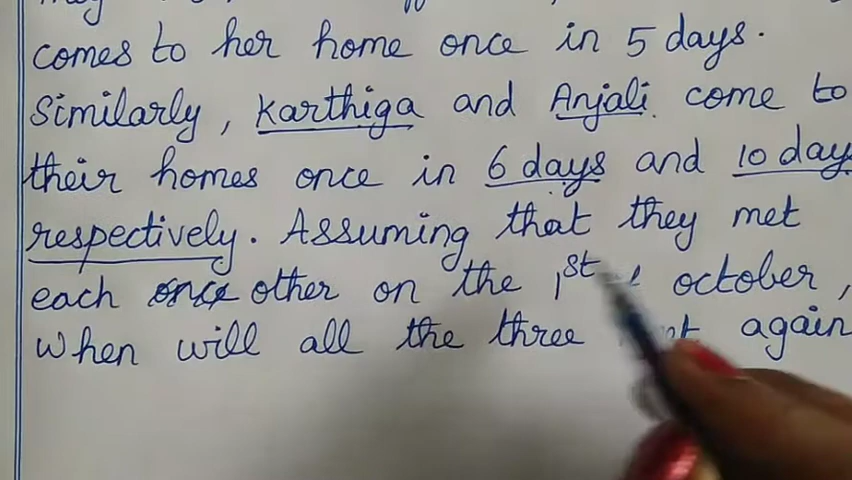 comes to her home once in 5 days.
Similarly, Karthiga and Anjali come to
their homes once in 6 days and 10 day
respectively. Assuming that they met
each other on the 1st october,
When will all the three again